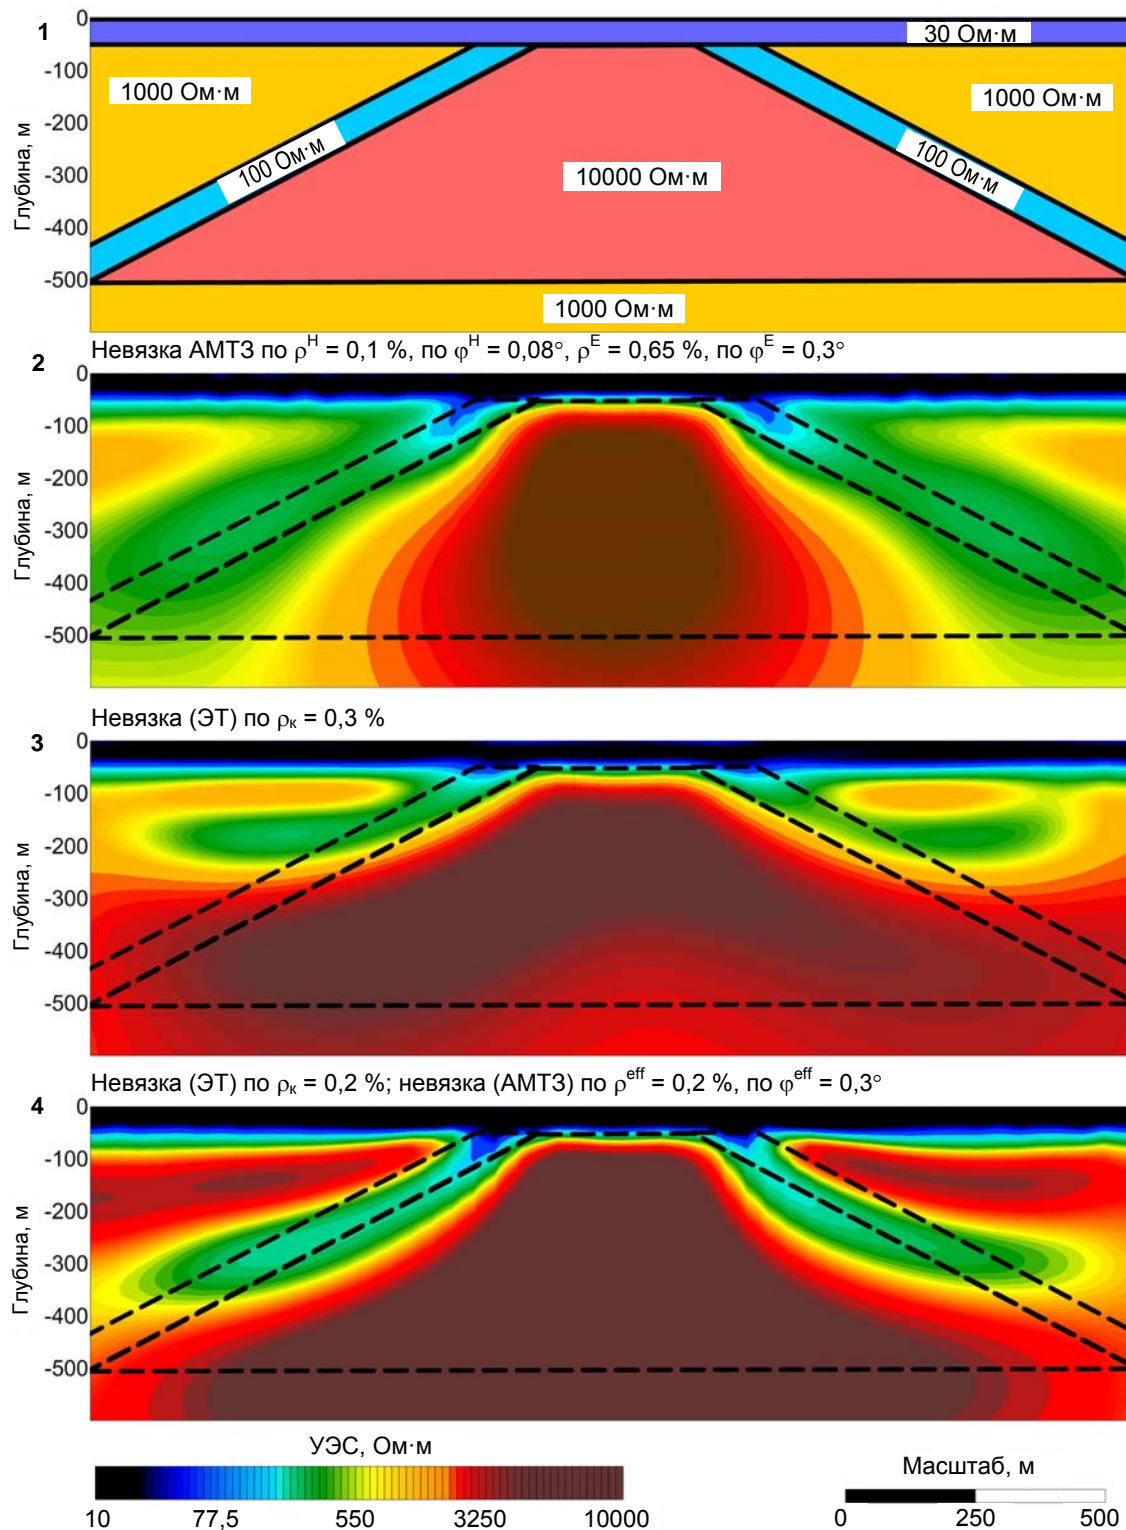 1
0
-100
-200
-300
-400
-500
Глубина, м
30 Ом·м
1000 Ом·м
1000 Ом·м
100 Ом·м
100 Ом·м
10000 Ом·м
1000 Ом·м
Невязка АМТЗ по ρᴴ = 0,1 %, по φᴴ = 0,08°, ρᴱ = 0,65 %, по φᴱ = 0,3°
2
0
-100
-200
-300
-400
-500
Глубина, м
Невязка (ЭТ) по ρк = 0,3 %
3
0
-100
-200
-300
-400
-500
Глубина, м
Невязка (ЭТ) по ρк = 0,2 %; невязка (АМТЗ) по ρᵉᶠᶠ = 0,2 %, по φᵉᶠᶠ = 0,3°
4
0
-100
-200
-300
-400
-500
Глубина, м
УЭС, Ом·м
10 77,5 550 3250 10000
Масштаб, м
0 250 500